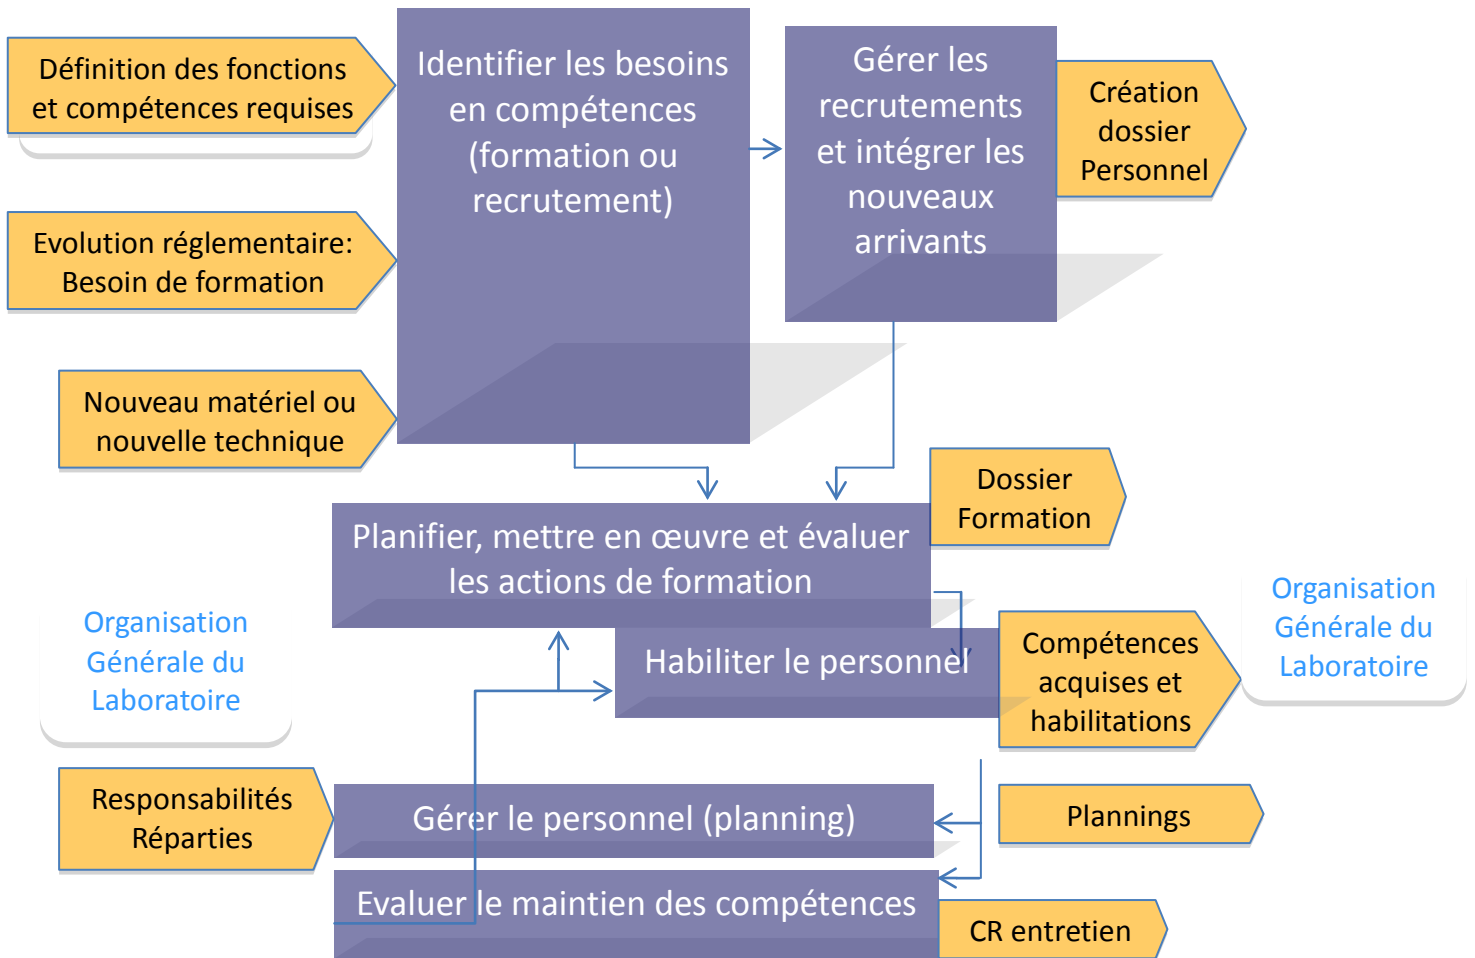 Définition des fonctions
et compétences requises
Identifier les besoins
en compétences
(formation ou
recrutement)
Gérer les
recrutements
et intégrer les
nouveaux
arrivants
Création
dossier
Personnel
Evolution réglementaire:
Besoin de formation
Nouveau matériel ou
nouvelle technique
Dossier
Formation
Planifier, mettre en œuvre et évaluer
les actions de formation
Organisation
Générale du
Laboratoire
Habiliter le personnel
Compétences
acquises et
habilitations
Organisation
Générale du
Laboratoire
Responsabilités
Réparties
Gérer le personnel (planning)
Plannings
Evaluer le maintien des compétences
CR entretien